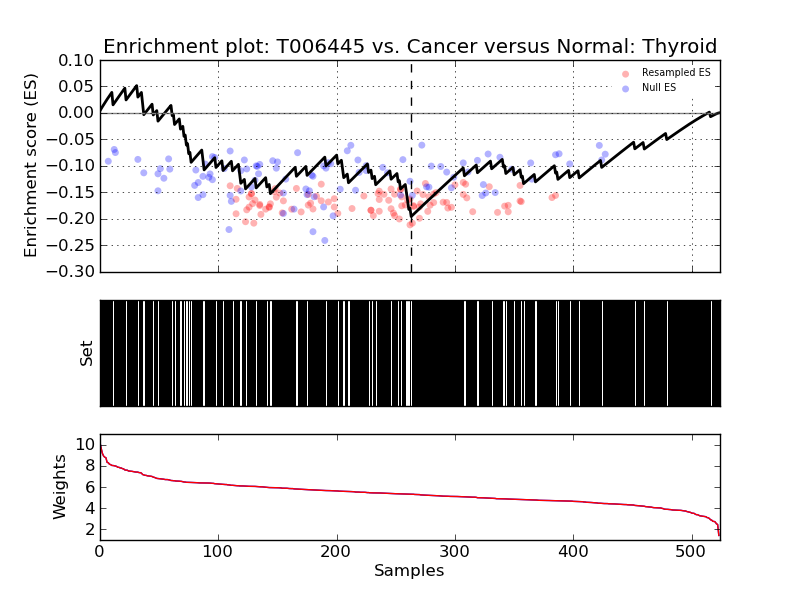 Enrichment plot: T006445 vs. Cancer versus Normal: Thyroid
0.10
0.05
0.00
−0.05
−0.10
−0.15
−0.20
−0.25
−0.30
Enrichment score (ES)
Resampled ES
Null ES
Set
10
8
6
4
2
Weights
0 100 200 300 400 500
Samples